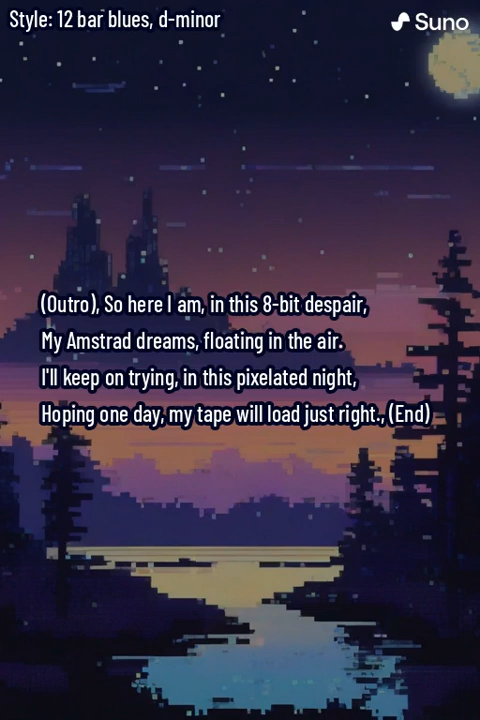 Style: 12 bar blues, d-minor
Suno
(Outro), So here I am, in this 8-bit despair,
My Amstrad dreams, floating in the air.
I'll keep on trying, in this pixelated night,
Hoping one day, my tape will load just right., (End)